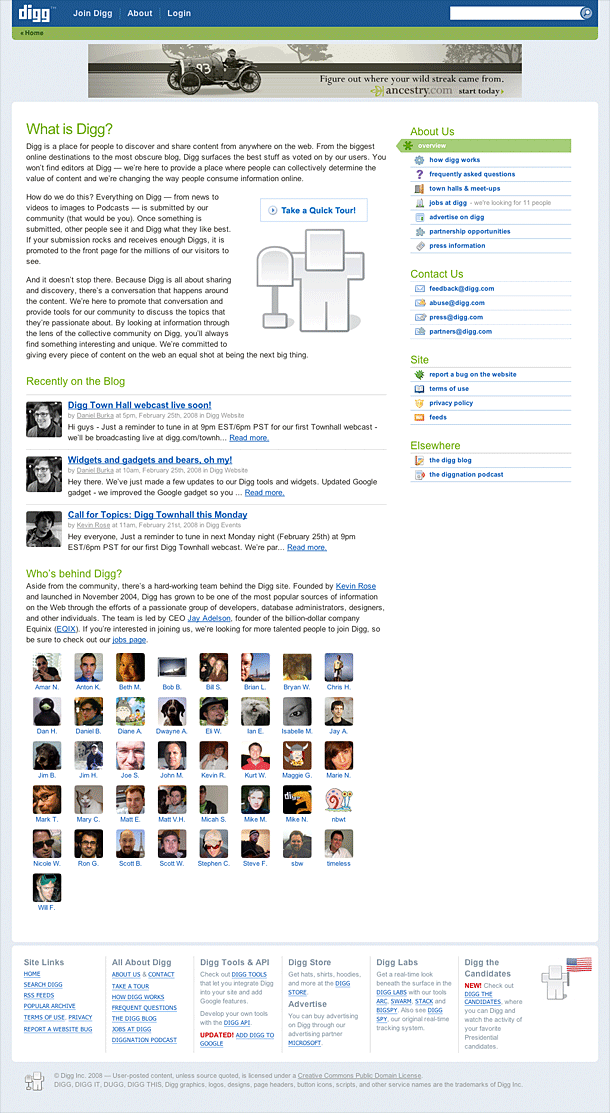 digg™
Join Digg
About
Login
« Home
93
Figure out where your wild streak came from.
ancestry.com start today ›
What is Digg?
Digg is a place for people to discover and share content from anywhere on the web. From the biggest
online destinations to the most obscure blog, Digg surfaces the best stuff as voted on by our users. You
won't find editors at Digg — we're here to provide a place where people can collectively determine the
value of content and we're changing the way people consume information online.
How do we do this? Everything on Digg — from news to
videos to images to Podcasts — is submitted by our
community (that would be you). Once something is
submitted, other people see it and Digg what they like best.
If your submission rocks and receives enough Diggs, it is
promoted to the front page for the millions of our visitors to
see.
Take a Quick Tour!
And it doesn't stop there. Because Digg is all about sharing
and discovery, there's a conversation that happens around
the content. We're here to promote that conversation and
provide tools for our community to discuss the topics that
they're passionate about. By looking at information through
the lens of the collective community on Digg, you'll always
find something interesting and unique. We're committed to
giving every piece of content on the web an equal shot at being the next big thing.
Recently on the Blog
Digg Town Hall webcast live soon!
by Daniel Burka at 5pm, February 25th, 2008 in Digg Website
Hi guys - Just a reminder to tune in at 9pm EST/6pm PST for our first Townhall webcast -
we'll be broadcasting live at digg.com/townh... Read more.
Widgets and gadgets and bears, oh my!
by Daniel Burka at 10am, February 25th, 2008 in Digg Website
Hey there. We've just made a few updates to our Digg tools and widgets. Updated Google
gadget - we improved the Google gadget so you ... Read more.
Call for Topics: Digg Townhall this Monday
by Kevin Rose at 11am, February 21st, 2008 in Digg Events
Hey everyone, Just a reminder to tune in next Monday night (February 25th) at 9pm
EST/6pm PST for our first Digg Townhall webcast. We're par... Read more.
Who's behind Digg?
Aside from the community, there's a hard-working team behind the Digg site. Founded by Kevin Rose
and launched in November 2004, Digg has grown to be one of the most popular sources of information
on the Web through the efforts of a passionate group of developers, database administrators, designers,
and other individuals. The team is led by CEO Jay Adelson, founder of the billion-dollar company
Equinix (EQIX). If you're interested in joining us, we're looking for more talented people to join Digg, so
be sure to check out our jobs page.
Amar N. Anton K. Beth M. Bob B. Bill S. Brian L. Bryan W. Chris H.
Dan H. Daniel B. Diane A. Dwayne A. Eli W. Ian E. Isabelle M. Jay A.
Jim B. Jim H. Joe S. John M. Kevin R. Kurt W. Maggie G. Marie N.
digg
Mark T. Mary C. Matt E. Matt V.H. Micah S. Mike M. Mike N. nbwt
Nicole W. Ron G. Scott B. Scott W. Stephen C. Steve F. sbw timeless
Will F.
About Us
overview
how digg works
frequently asked questions
town halls & meet-ups
jobs at digg - we're looking for 11 people
advertise on digg
partnership opportunities
press information
Contact Us
feedback@digg.com
abuse@digg.com
press@digg.com
partners@digg.com
Site
report a bug on the website
terms of use
privacy policy
feeds
Elsewhere
the digg blog
the diggnation podcast
Site Links
HOME
SEARCH DIGG
RSS FEEDS
POPULAR ARCHIVE
TERMS OF USE, PRIVACY
REPORT A WEBSITE BUG
All About Digg
ABOUT US & CONTACT
TAKE A TOUR
HOW DIGG WORKS
FREQUENT QUESTIONS
THE DIGG BLOG
JOBS AT DIGG
DIGGNATION PODCAST
Digg Tools & API
Check out DIGG TOOLS
that let you integrate Digg
into your site and add
Google features.
Develop your own tools
with the DIGG API.
UPDATED! ADD DIGG TO
GOOGLE
Digg Store
Get hats, shirts, hoodies,
and more at the DIGG
STORE.
Advertise
You can buy advertising
on Digg through our
advertising partner
MICROSOFT.
Digg Labs
Get a real-time look
beneath the surface in the
DIGG LABS with our tools
ARC, SWARM, STACK and
BIGSPY. Also see DIGG
SPY, our original real-time
tracking system.
Digg the
Candidates
NEW! Check out
DIGG THE
CANDIDATES, where
you can Digg and
watch the activity of
your favorite
Presidential
candidates.
© Digg Inc. 2008 — User-posted content, unless source quoted, is licensed under a Creative Commons Public Domain License.
DIGG, DIGG IT, DUGG, DIGG THIS, Digg graphics, logos, designs, page headers, button icons, scripts, and other service names are the trademarks of Digg Inc.